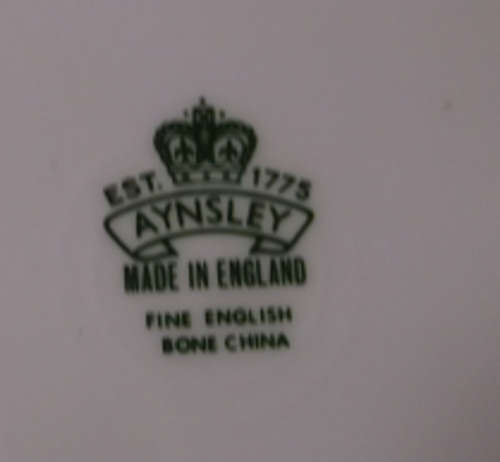 EST. 1775
AYNSLEY
MADE IN ENGLAND
FINE ENGLISH
BONE CHINA